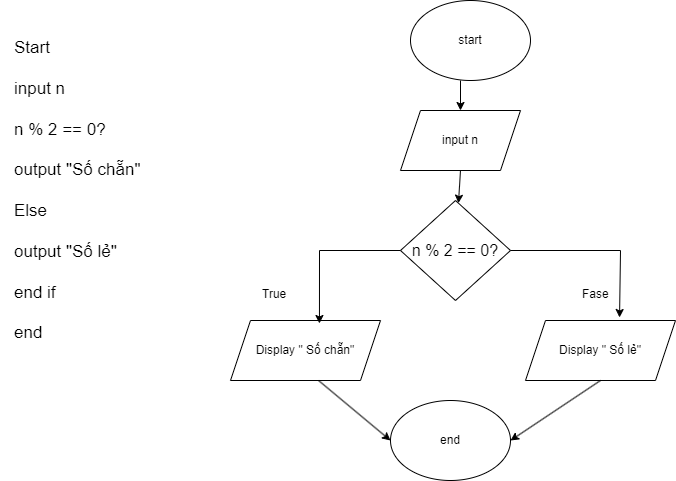 Start
input n
n % 2 == 0?
output "Số chẵn"
Else
output "Số lẻ"
end if
end
start
input n
n % 2 == 0?
True
Fase
Display " Số chẵn"
Display " Số lẻ"
end